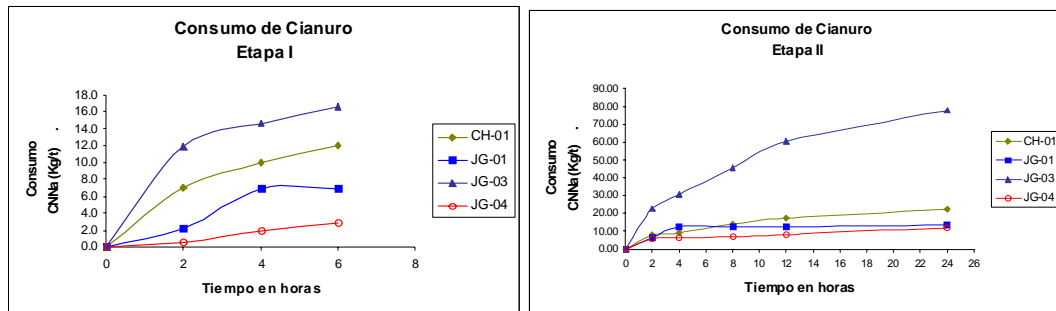 Consumo de Cianuro
Etapa I
18.0
16.0
14.0
12.0
10.0
8.0
6.0
4.0
2.0
0.0
0 2 4 6 8
Consumo .
CNNa (Kg/t)
Tiempo en horas
CH-01
JG-01
JG-03
JG-04
Consumo de Cianuro
Etapa II
90.00
80.00
70.00
60.00
50.00
40.00
30.00
20.00
10.00
0.00
0 2 4 6 8 10 12 14 16 18 20 22 24 26
Consumo .
CNNa (Kg/t)
Tiempo en horas
CH-01
JG-01
JG-03
JG-04